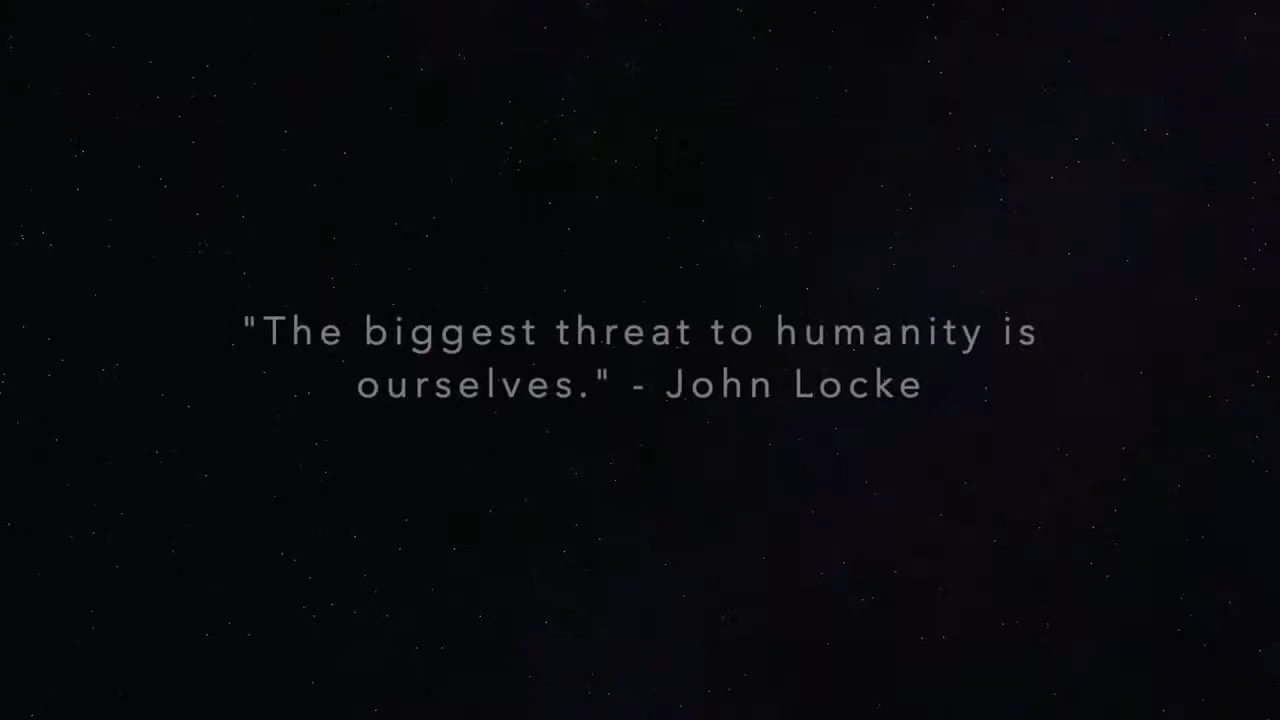 "The biggest threat to humanity is
ourselves." - John Locke